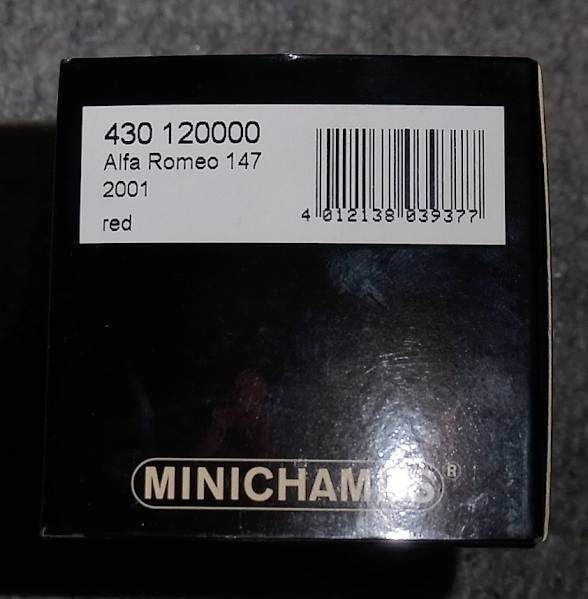 430 120000
Alfa Romeo 147
2001
red
4 012138 039377
MINICHAMPS®